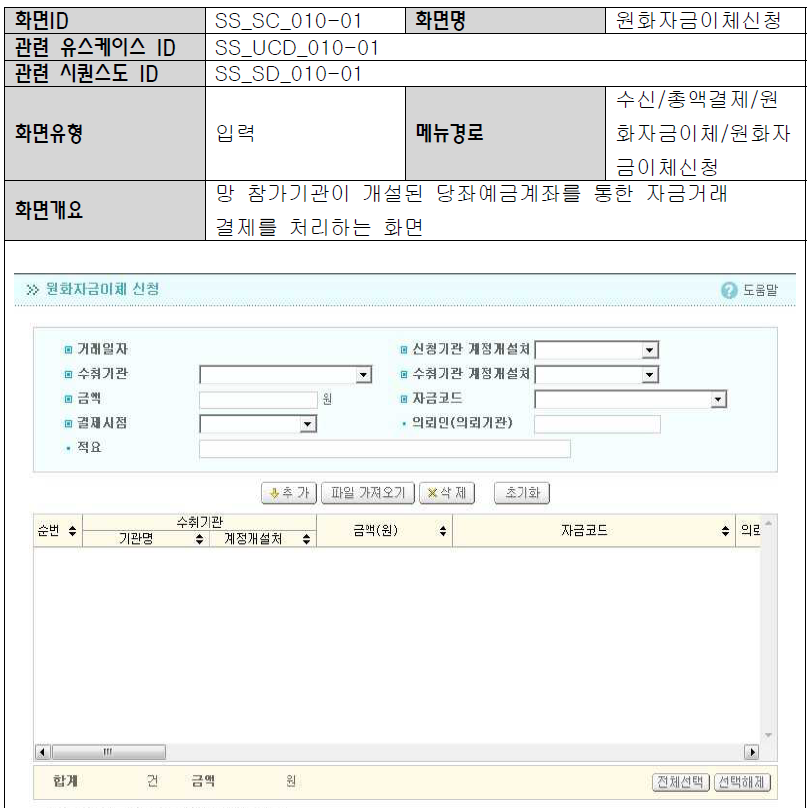 화면ID SS_SC_010-01 화면명 원화자금이체신청
관련 유스케이스 ID SS_UCD_010-01
관련 시퀀스도 ID SS_SD_010-01
화면유형 입력 메뉴경로 수신/총액결제/원
화자금이체/원화자
금이체신청
화면개요 망 참가기관이 개설된 당좌예금계좌를 통한 자금거래
결제를 처리하는 화면
원화자금이체 신청 도움말
거래일자 신청기관 계정개설처
수취기관 수취기관 계정개설처
금액 원 자금코드
결제시점 의뢰인(의뢰기관)
적요
추 가 파일 가져오기 삭 제 초기화
순번 수취기관 금액(원) 자금코드
기관명 계정개설처
합계 건 금액 원 전체선택 선택해제